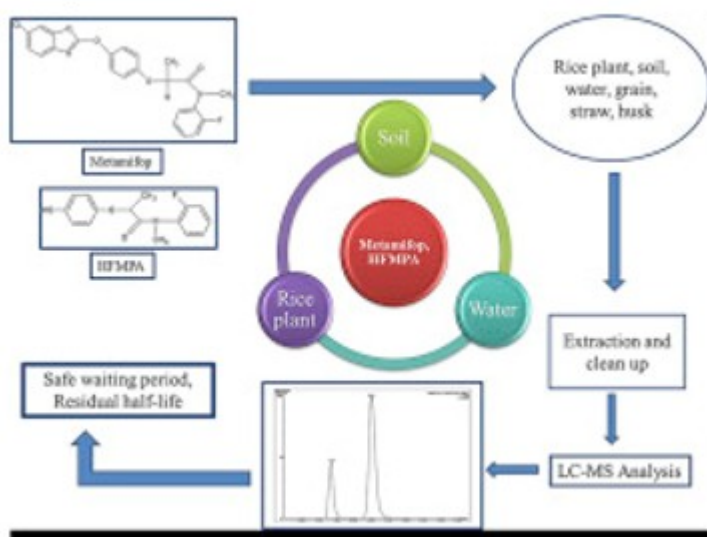 Metamifop
HFMPA
Rice plant, soil,
water, grain,
straw, husk
Soil
Metamifop,
HFMPA
Rice
plant
Water
Extraction and
clean up
LC-MS Analysis
Safe waiting period,
Residual half-life